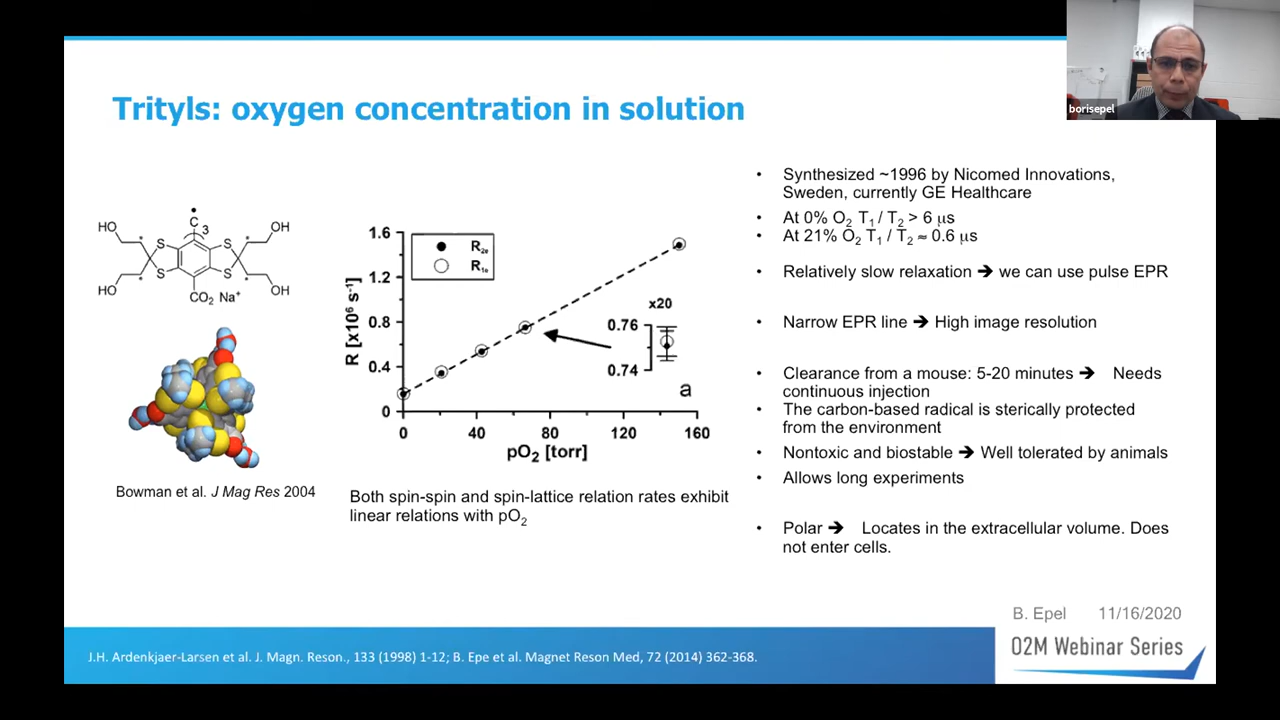 borisepel
Trityls: oxygen concentration in solution
HO
OH
C
3
S
S
S
S
HO
OH
CO2 Na+
Bowman et al. J Mag Res 2004
R2e
R1e
R [x10⁶ s⁻¹]
1.6
1.2
0.8
0.4
0
0
40
80
120
160
pO2 [torr]
x20
0.76
0.74
a
Both spin-spin and spin-lattice relation rates exhibit
linear relations with pO2
• Synthesized ~1996 by Nicomed Innovations,
Sweden, currently GE Healthcare
• At 0% O2 T1 / T2 > 6 μs
• At 21% O2 T1 / T2 ≈ 0.6 μs
• Relatively slow relaxation ➔ we can use pulse EPR
• Narrow EPR line ➔ High image resolution
• Clearance from a mouse: 5-20 minutes ➔ Needs
continuous injection
• The carbon-based radical is sterically protected
from the environment
• Nontoxic and biostable ➔ Well tolerated by animals
• Allows long experiments
• Polar ➔ Locates in the extracellular volume. Does
not enter cells.
B. Epel 11/16/2020
J.H. Ardenkjaer-Larsen et al. J. Magn. Reson., 133 (1998) 1-12; B. Epe et al. Magnet Reson Med, 72 (2014) 362-368.
O2M Webinar Series